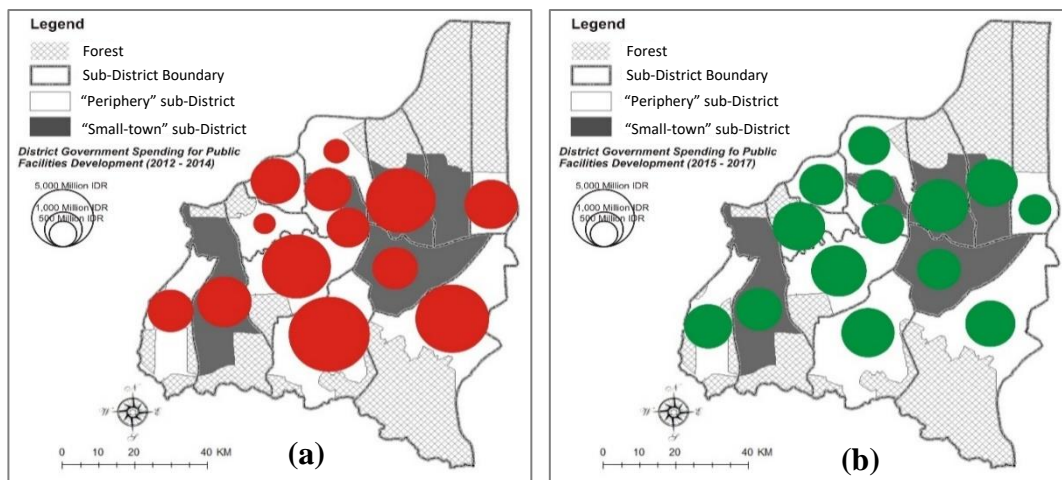 Legend
Forest
Sub-District Boundary
“Periphery” sub-District
“Small-town” sub-District
District Government Spending for Public
Facilities Development (2012 - 2014)
5,000 Million IDR
1,000 Million IDR
500 Million IDR
N
W E
S
0 10 20 40 KM
(a)
Legend
Forest
Sub-District Boundary
“Periphery” sub-District
“Small-town” sub-District
District Government Spending fo Public
Facilities Development (2015 - 2017)
5,000 Million IDR
1,000 Million IDR
500 Million IDR
N
W E
S
0 10 20 40 KM
(b)